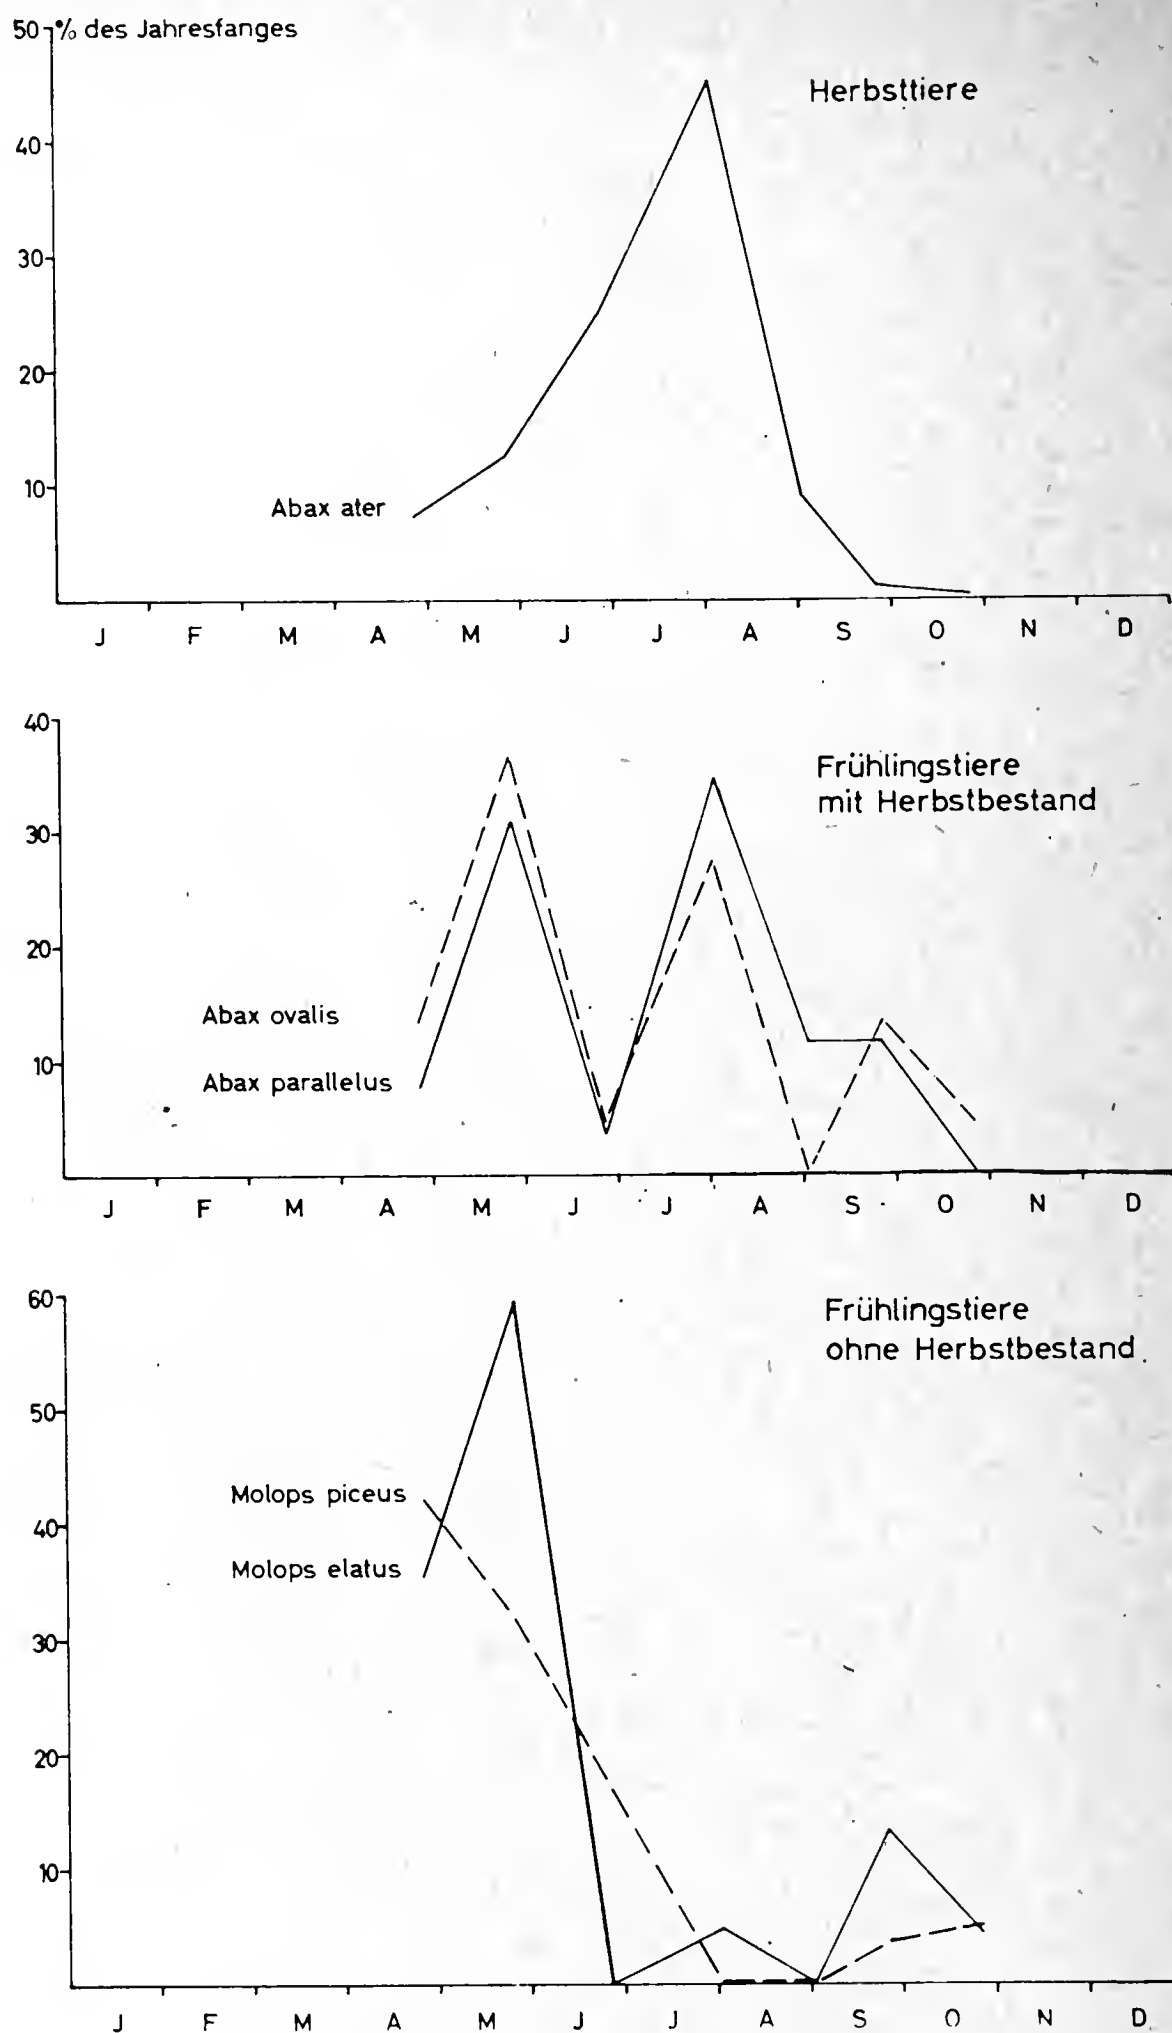 50 % des Jahresfanges
Herbsttiere
40
30
20
10
Abax ater
J F M A M J J A S O N D
40
Frühlingstiere
mit Herbstbestand
30
20
Abax ovalis
10
Abax parallelus
J F M A M J J A S O N D
60
Frühlingstiere
ohne Herbstbestand
50
Molops piceus
40
Molops elatus
30
20
10
J F M A M J J A S O N D